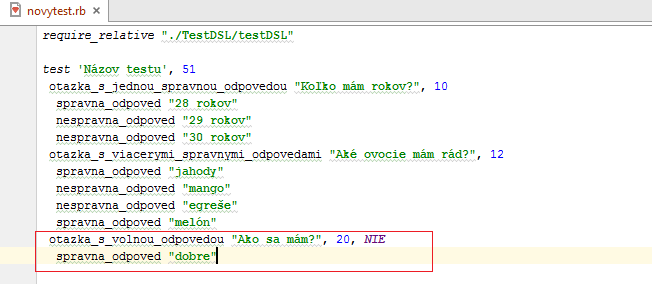 novytest.rb
require_relative "./TestDSL/testDSL"
test 'Názov testu', 51
otazka_s_jednou_spravnou_odpovedou "Koľko mám rokov?", 10
spravna_odpoved "28 rokov"
nespravna_odpoved "29 rokov"
nespravna_odpoved "30 rokov"
otazka_s_viacerymi_spravnymi_odpovedami "Aké ovocie mám rád?", 12
spravna_odpoved "jahody"
nespravna_odpoved "mango"
nespravna_odpoved "egreše"
spravna_odpoved "melón"
otazka_s_volnou_odpovedou "Ako sa mám?", 20, NIE
spravna_odpoved "dobre"